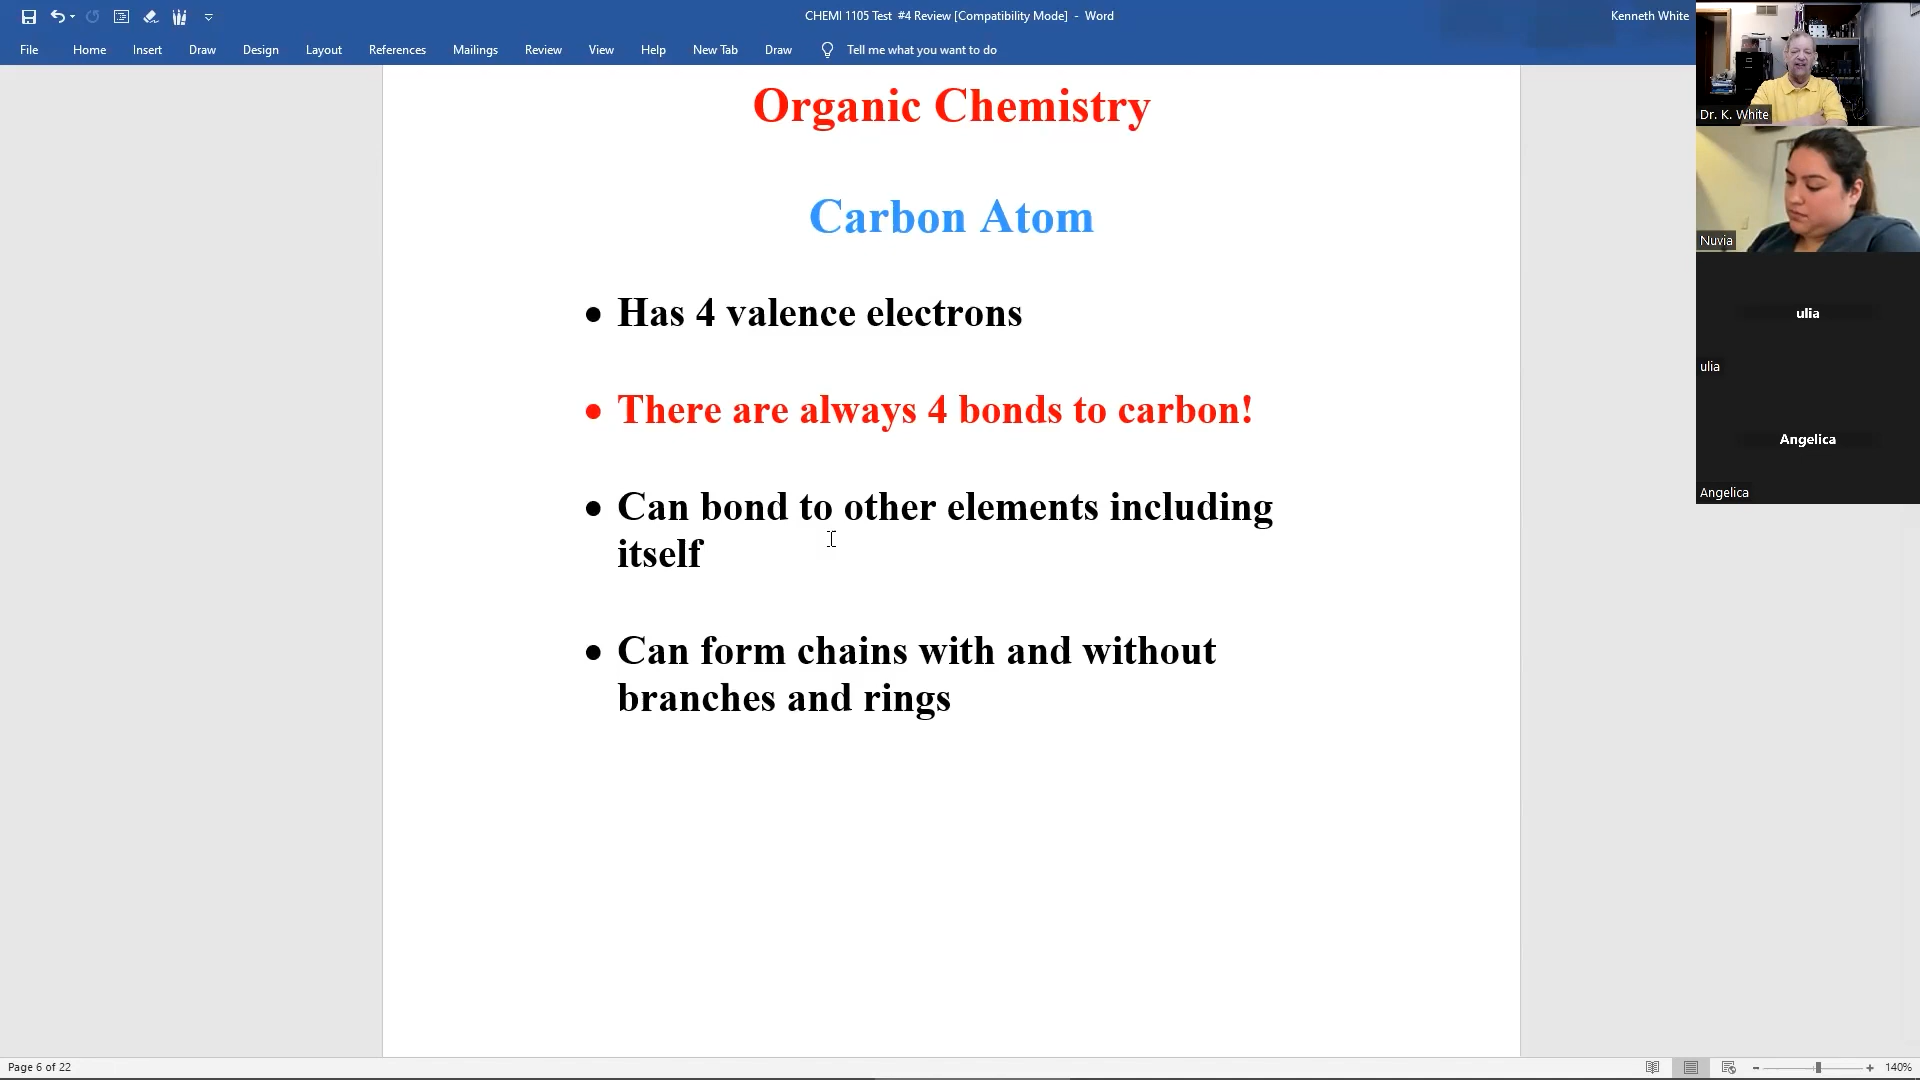 CHEMI 1105 Test  #4 Review [Compatibility Mode]  -  Word
Kenneth White
File Home Insert Draw Design Layout References Mailings Review View Help New Tab Draw Tell me what you want to do
Organic Chemistry
Carbon Atom
• Has 4 valence electrons
• There are always 4 bonds to carbon!
• Can bond to other elements including
itself
• Can form chains with and without
branches and rings
Dr. K. White
Nuvia
ulia
ulia
Angelica
Angelica
Page 6 of 22
140%